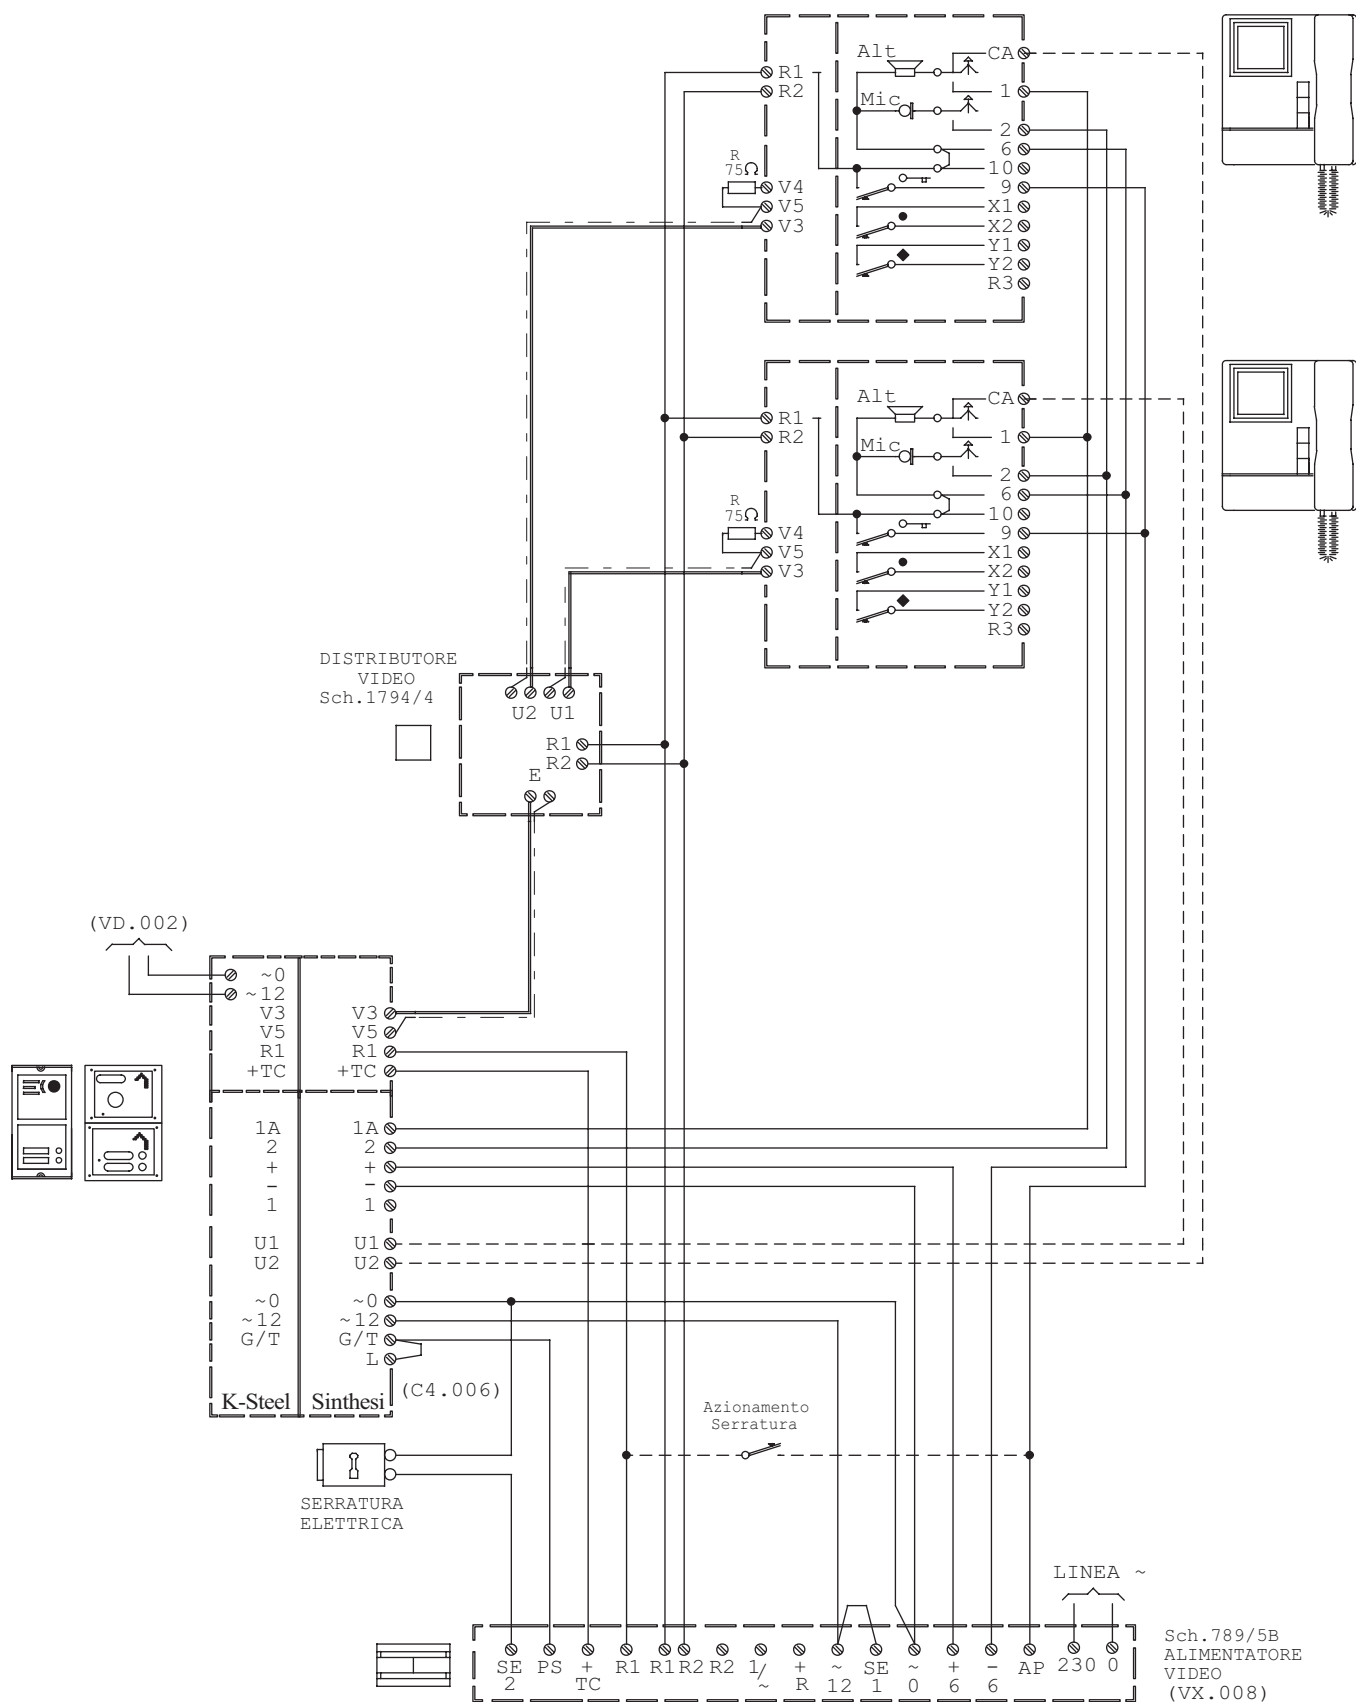 Alt
CA
R1
1
R2
Mic
2
6
R
75Ω
10
V4
9
V5
X1
V3
X2
Y1
Y2
R3
Alt
CA
R1
1
R2
Mic
2
6
R
75Ω
10
V4
9
V5
X1
V3
X2
Y1
Y2
R3
DISTRIBUTORE
VIDEO
Sch.1794/4
U2 U1
R1
R2
E
(VD.002)
~0
~12
V3 V3
V5 V5
R1 R1
+TC +TC
1A 1A
2 2
+ +
- -
1 1
U1 U1
U2 U2
~0 ~0
~12 ~12
G/T G/T
L
K-Steel Sinthesi
(C4.006)
Azionamento
Serratura
SERRATURA
ELETTRICA
LINEA ~
SE 2 PS + TC R1 R1 R2 R2 1/~ + R ~ 12 SE 1 ~ 0 + 6 - 6 AP 230 0
Sch.789/5B
ALIMENTATORE
VIDEO
(VX.008)